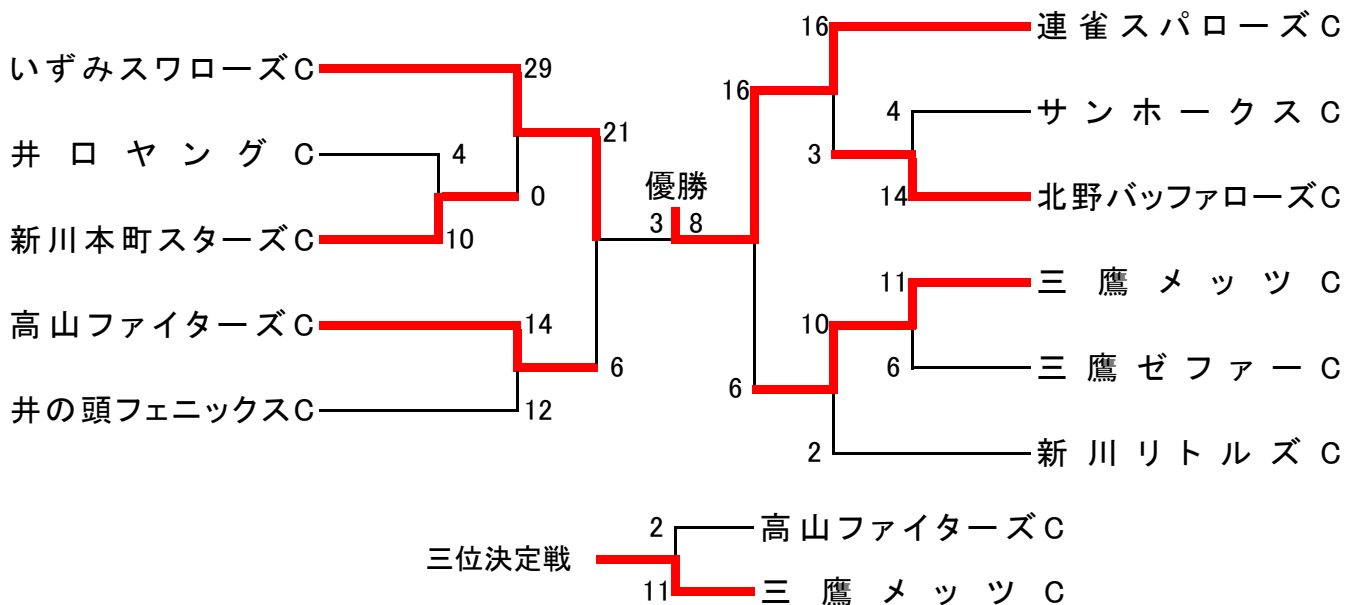 16 連雀スパローズC
いずみスワローズC 29
16
サンホークスC 4
21
井口ヤングC 4
3
優勝
0
14 北野バッファローズC
3 8
新川本町スターズC 10
11 三鷹メッツC
高山ファイターズC 14
10
6
6 三鷹ゼファーC
6
井の頭フェニックスC 12
2 新川リトルズC
2 高山ファイターズC
三位決定戦
11 三鷹メッツC